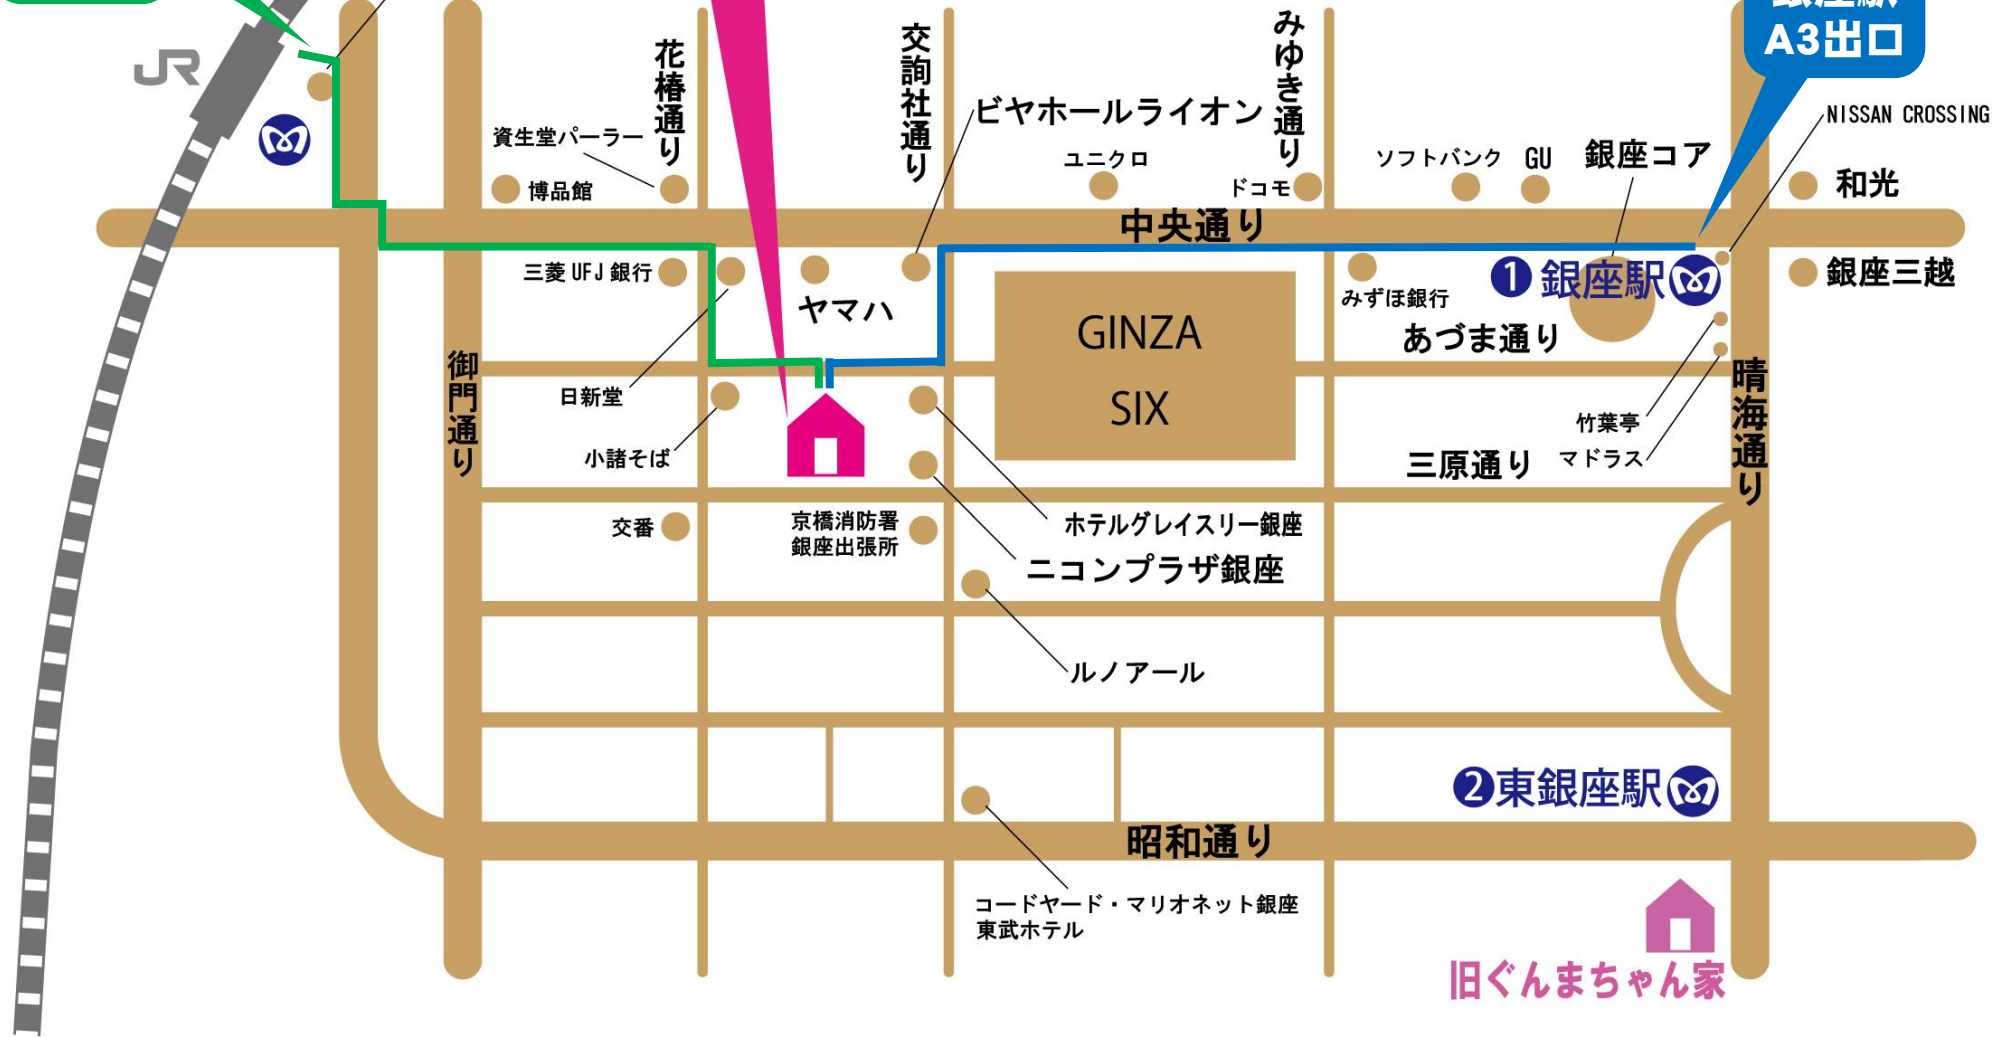 銀座駅
A3出口
JR
花椿通り
交詢社通り
みゆき通り
ビヤホールライオン
NISSAN CROSSING
資生堂パーラー
ユニクロ
ソフトバンク
GU
銀座コア
博品館
ドコモ
和光
中央通り
三菱UFJ銀行
ヤマハ
GINZA
SIX
みずほ銀行
❶銀座駅
銀座三越
あづま通り
御門通り
日新堂
小諸そば
竹葉亭
マドラス
晴海通り
三原通り
交番
京橋消防署
銀座出張所
ホテルグレイスリー銀座
ニコンプラザ銀座
ルノアール
❷東銀座駅
昭和通り
コードヤード・マリオネット銀座
東武ホテル
旧ぐんまちゃん家